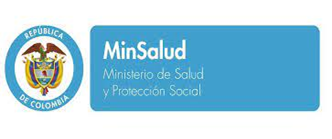 REPÚBLICA
DE COLOMBIA
MinSalud
Ministerio de Salud
y Protección Social